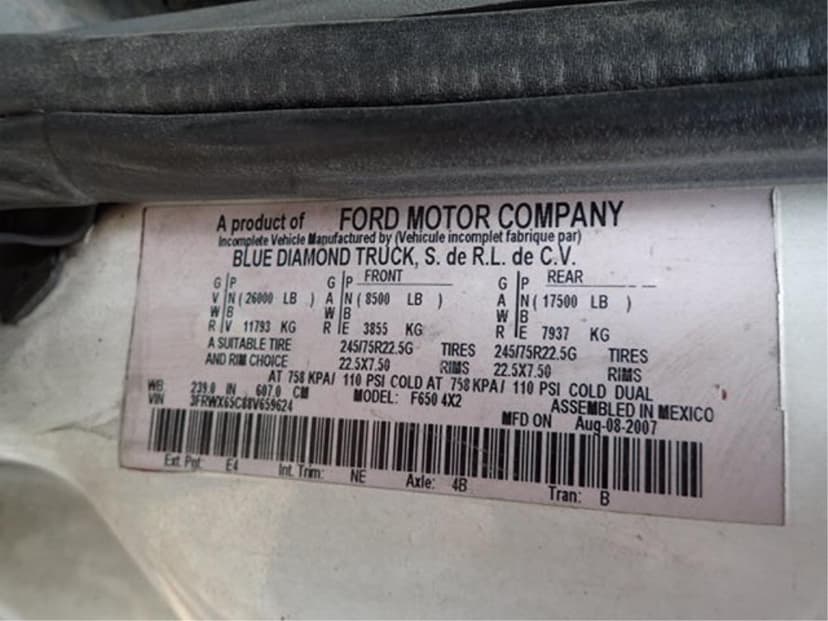 A product of FORD MOTOR COMPANY
Incomplete Vehicle Manufactured by (Vehicule incomplet fabrique par)
BLUE DIAMOND TRUCK, S. de R.L. de C.V.
G P G P FRONT G P REAR
V N ( 26000 LB ) A N ( 8500 LB ) A N ( 17500 LB )
W B W B W B
R V 11793 KG R E 3855 KG R E 7937 KG
A SUITABLE TIRE 245/75R22.5G TIRES 245/75R22.5G TIRES
AND RIM CHOICE 22.5X7.50 RIMS 22.5X7.50 RIMS
AT 758 KPA/ 110 PSI COLD AT 758 KPA/ 110 PSI COLD DUAL
WB: 239.0 IN 607.0 CM MODEL: F650 4X2 ASSEMBLED IN MEXICO
VIN 3FRWX65C88V659624 MFD ON Aug-08-2007
Ext. Pnt: E4 Int. Trim: NE Axle: 4B Tran: B